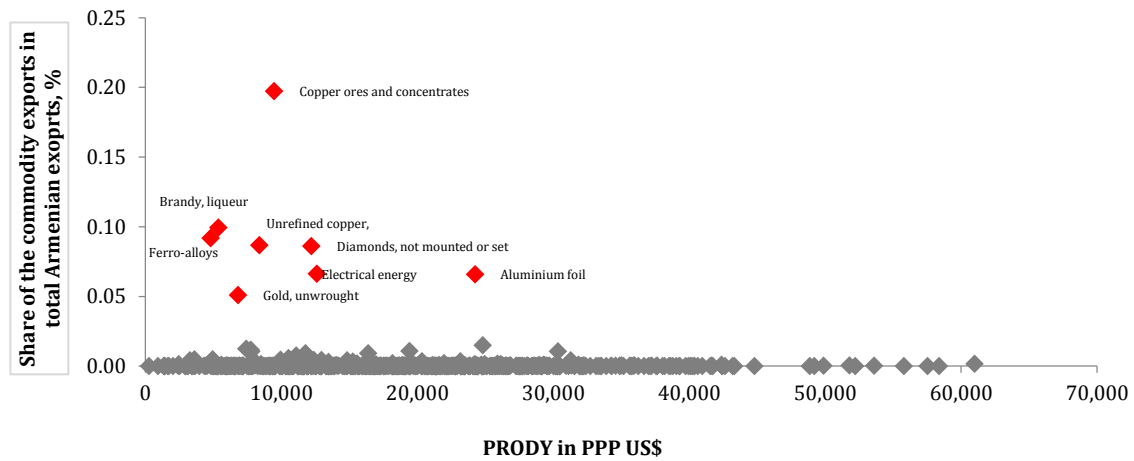 Share of the commodity exports in
total Armenian exoprts, %
0.25
0.20
0.15
0.10
0.05
0.00
Copper ores and concentrates
Brandy, liqueur
Unrefined copper,
Ferro-alloys
Diamonds, not mounted or set
Electrical energy
Aluminium foil
Gold, unwrought
0
10,000
20,000
30,000
40,000
50,000
60,000
70,000
PRODY in PPP US$